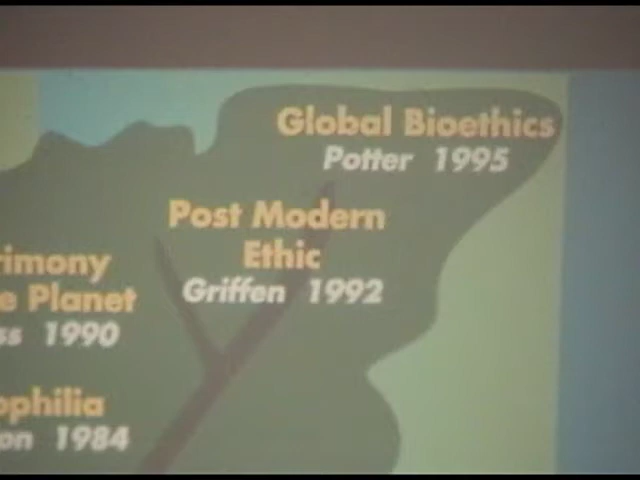 Global Bioethics
Potter 1995
Post Modern
Ethic
Griffen 1992
rimony
e Planet
ss 1990
ophilia
on 1984